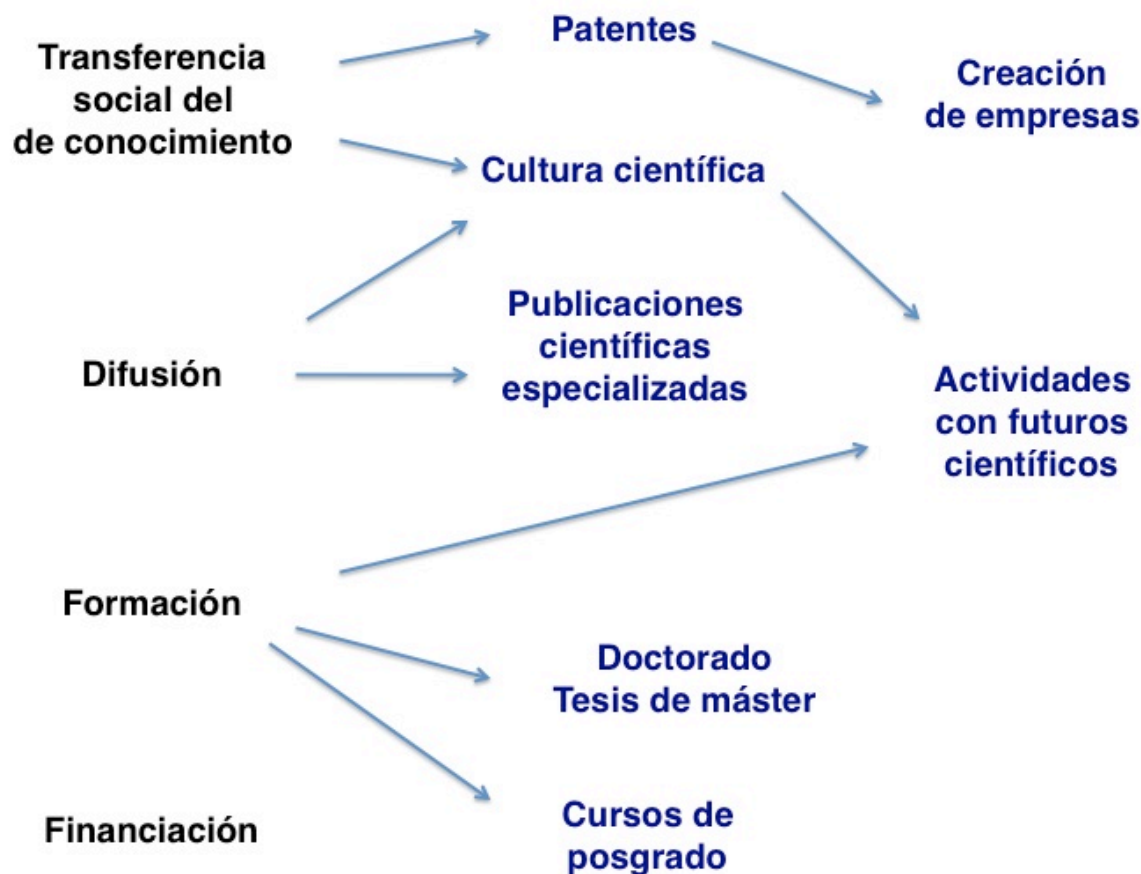 Transferencia
social del
de conocimiento
Patentes
Creación
de empresas
Cultura científica
Difusión
Publicaciones
científicas
especializadas
Actividades
con futuros
científicos
Formación
Doctorado
Tesis de máster
Financiación
Cursos de
posgrado